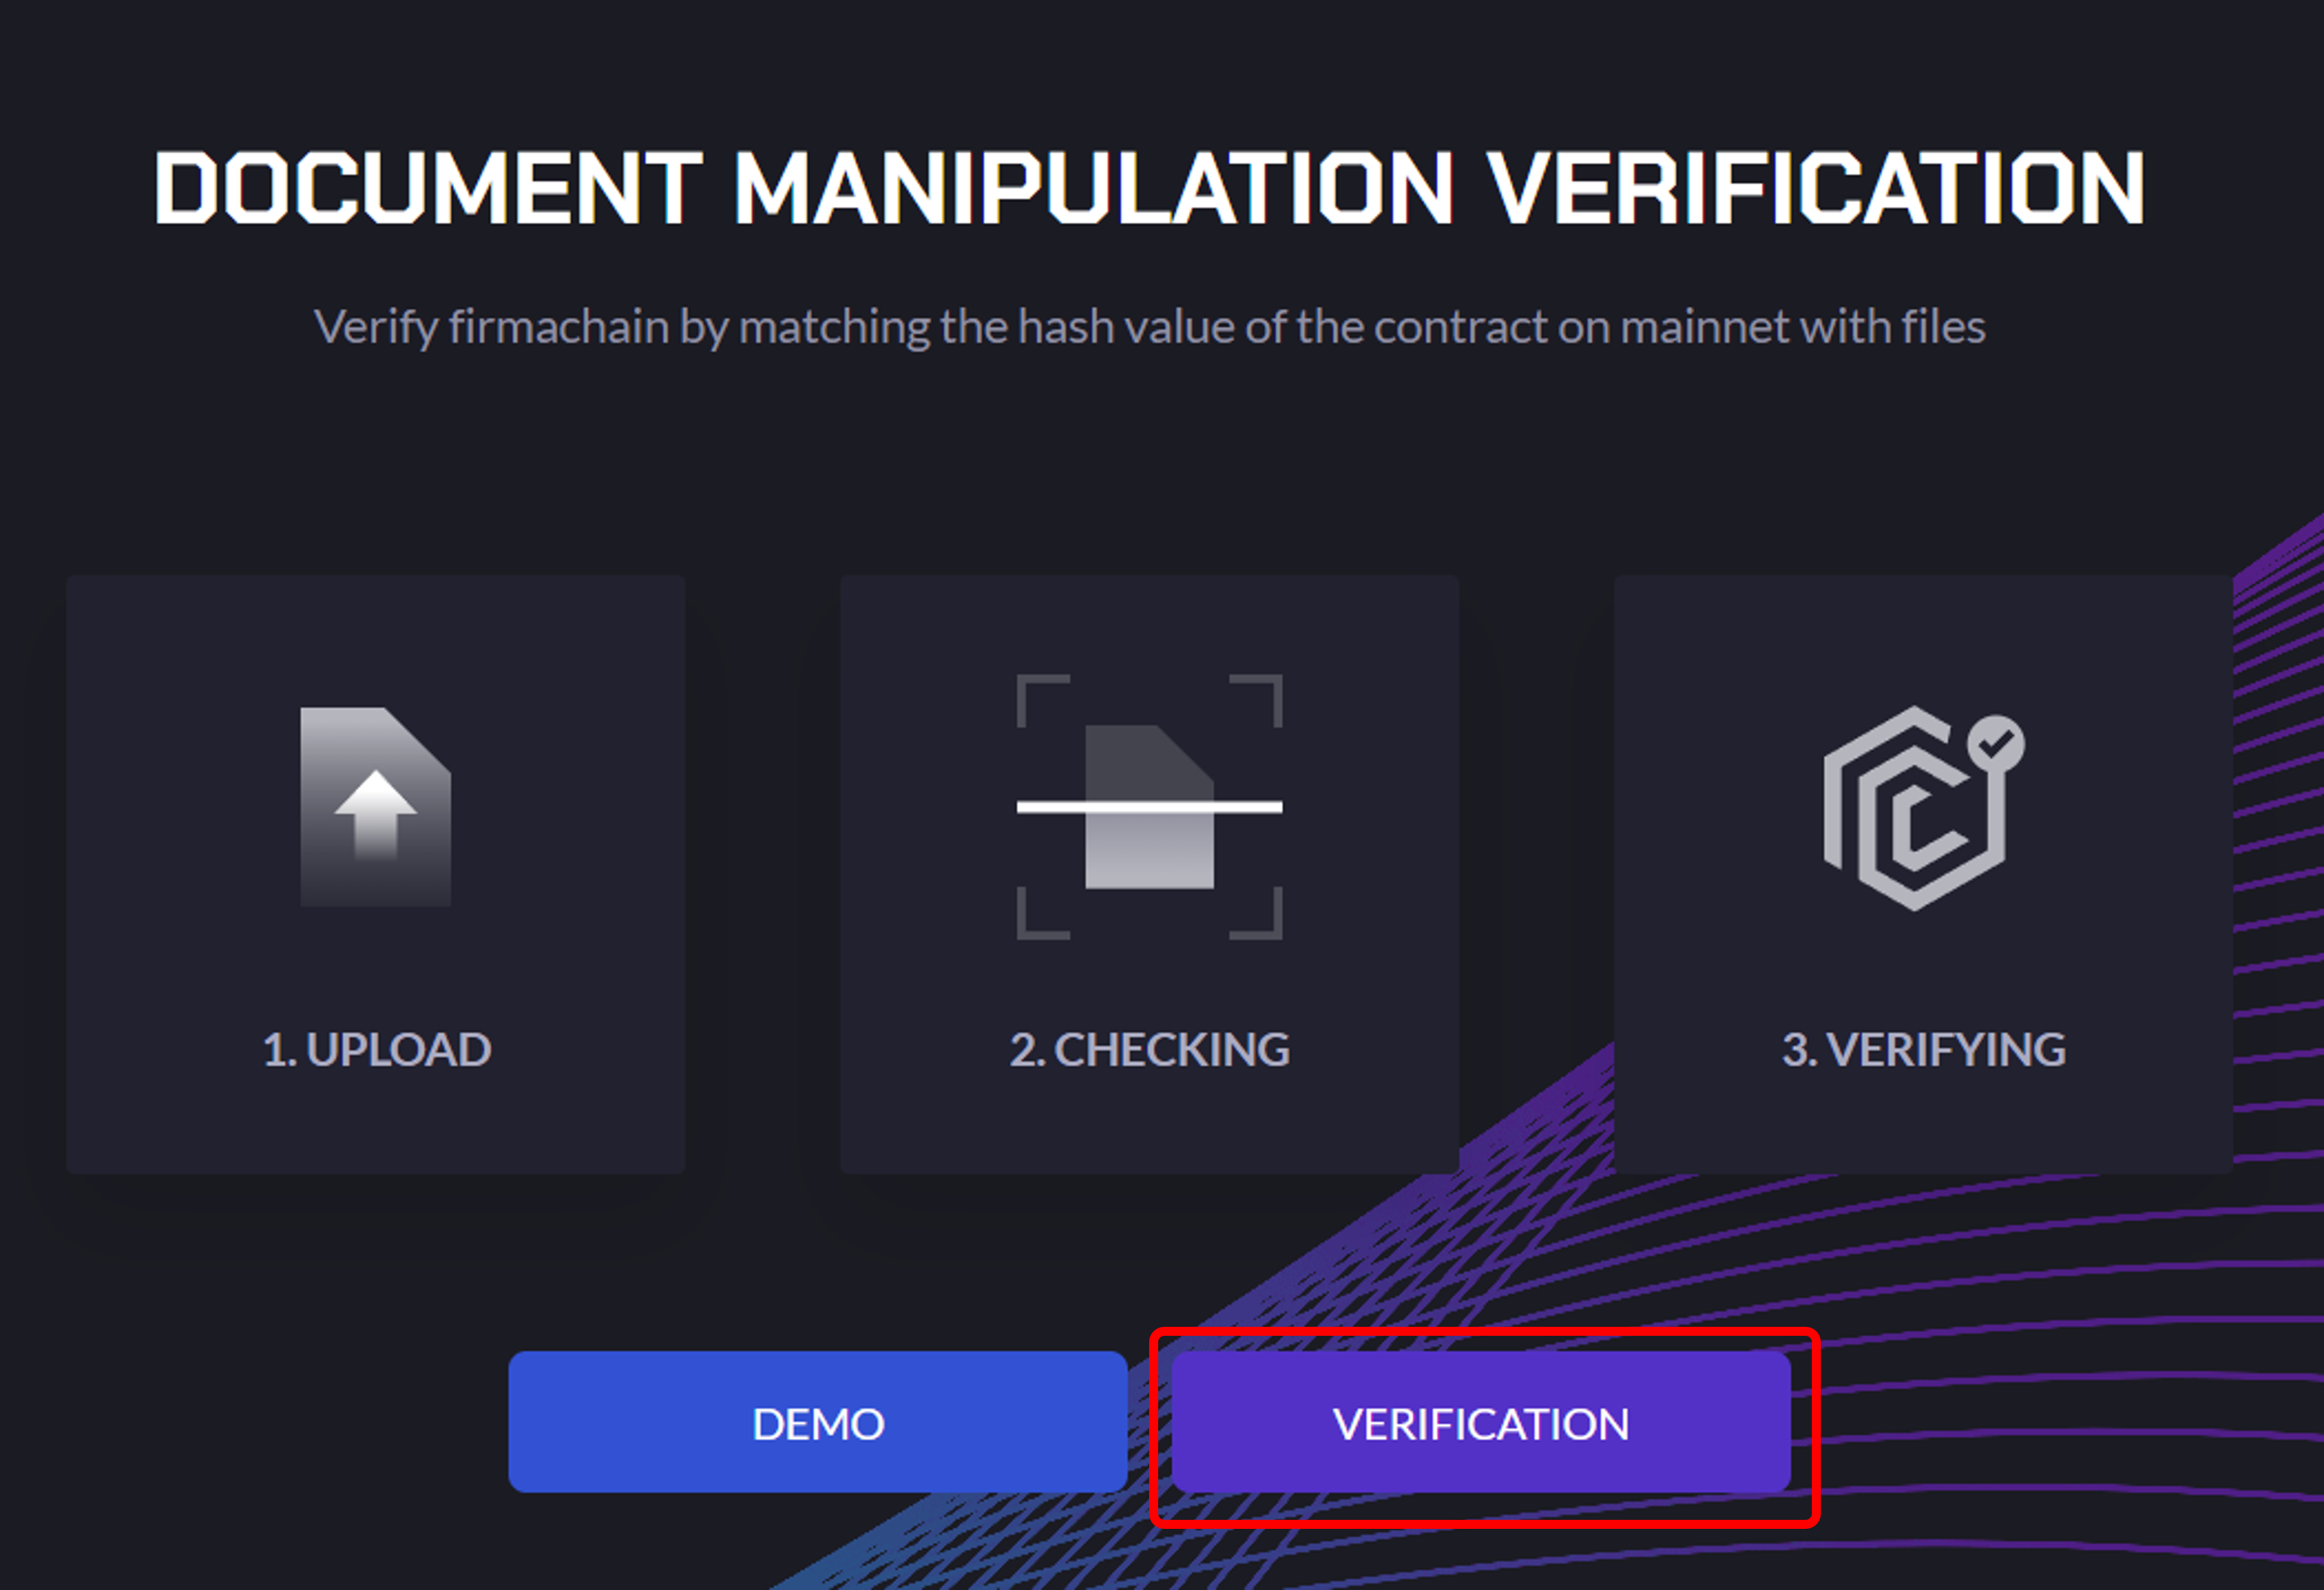 DOCUMENT MANIPULATION VERIFICATION
Verify firmachain by matching the hash value of the contract on mainnet with files
1. UPLOAD
2. CHECKING
3. VERIFYING
DEMO
VERIFICATION